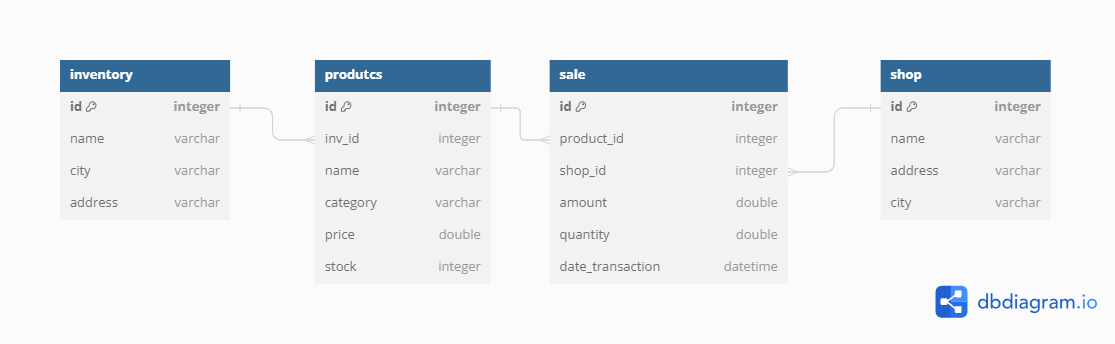 inventory
id integer
name varchar
city varchar
address varchar
produtcs
id integer
inv_id integer
name varchar
category varchar
price double
stock integer
sale
id integer
product_id integer
shop_id integer
amount double
quantity double
date_transaction datetime
shop
id integer
name varchar
address varchar
city varchar
dbdiagram.io